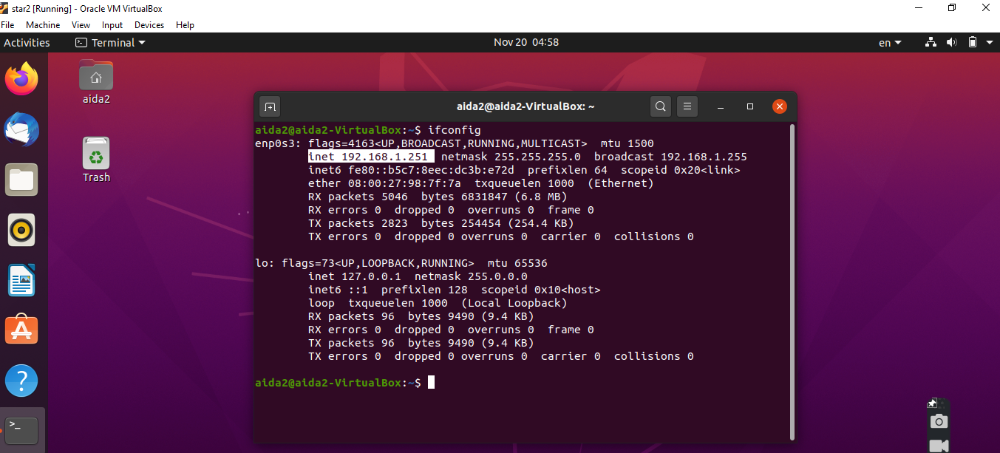 star2 [Running] - Oracle VM VirtualBox
File Machine View Input Devices Help
Activities Terminal Nov 20 04:58 en
aida2
Trash
aida2@aida2-VirtualBox: ~
aida2@aida2-VirtualBox:~$ ifconfig
enp0s3: flags=4163<UP,BROADCAST,RUNNING,MULTICAST> mtu 1500
inet 192.168.1.251 netmask 255.255.255.0 broadcast 192.168.1.255
inet6 fe80::b5c7:8eec:dc3b:e72d prefixlen 64 scopeid 0x20<link>
ether 08:00:27:98:7f:7a txqueuelen 1000 (Ethernet)
RX packets 5046 bytes 6831847 (6.8 MB)
RX errors 0 dropped 0 overruns 0 frame 0
TX packets 2823 bytes 254454 (254.4 KB)
TX errors 0 dropped 0 overruns 0 carrier 0 collisions 0
lo: flags=73<UP,LOOPBACK,RUNNING> mtu 65536
inet 127.0.0.1 netmask 255.0.0.0
inet6 ::1 prefixlen 128 scopeid 0x10<host>
loop txqueuelen 1000 (Local Loopback)
RX packets 96 bytes 9490 (9.4 KB)
RX errors 0 dropped 0 overruns 0 frame 0
TX packets 96 bytes 9490 (9.4 KB)
TX errors 0 dropped 0 overruns 0 carrier 0 collisions 0
aida2@aida2-VirtualBox:~$